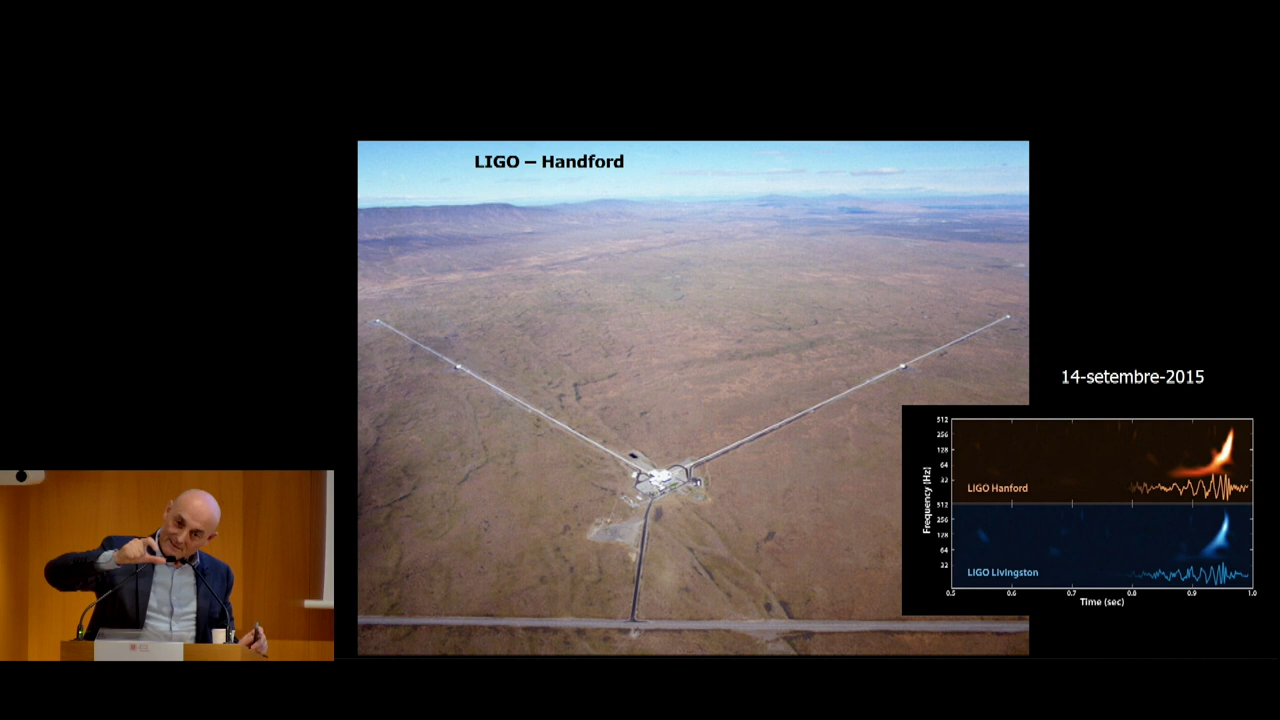 LIGO – Handford
14-setembre-2015
512
256
128
64
32
LIGO Hanford
512
256
128
64
32
LIGO Livingston
Frequency (Hz)
0.5 0.6 0.7 0.8 0.9 1.0
Time (sec)